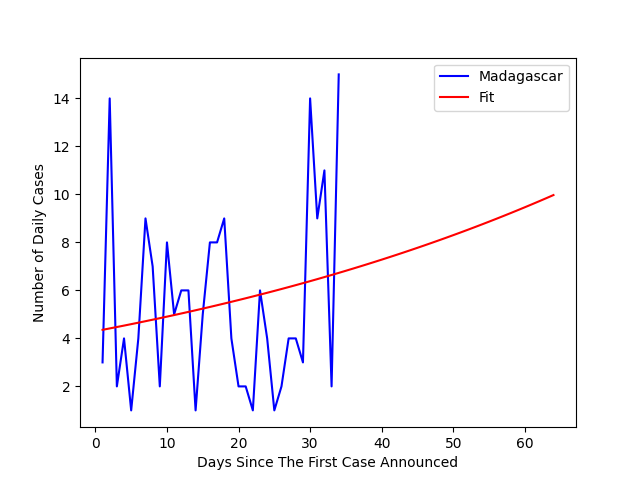 Madagascar
Fit
Number of Daily Cases
14
12
10
8
6
4
2
0 10 20 30 40 50 60
Days Since The First Case Announced